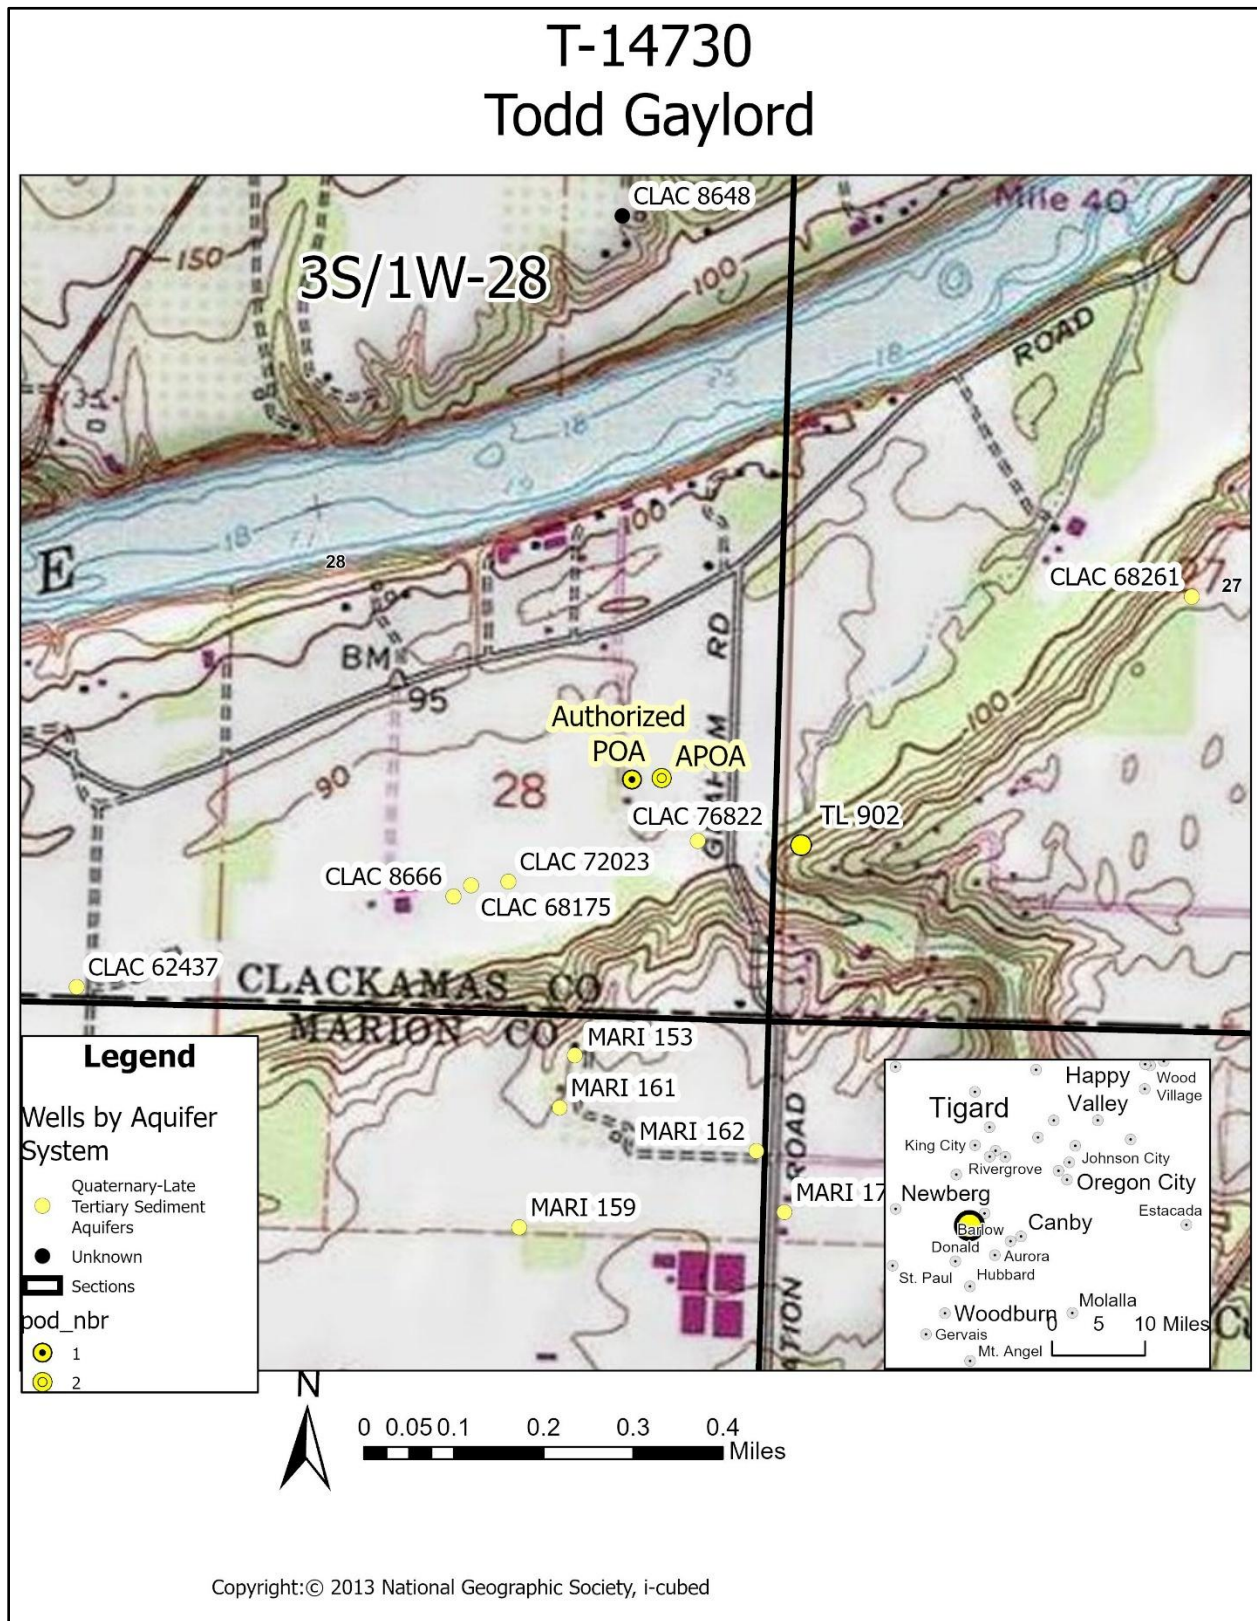 T-14730
Todd Gaylord
CLAC 8648
Mile 40
150
3S/1W-28
100
ROAD
18
18
18
28
100
E
CLAC 68261
27
RD
BM
95
100
Authorized
POA
APOA
90
28
CLAC 76822
TL 902
CLAC 72023
CLAC 8666
CLAC 68175
CLAC 62437
CLACKAMAS CO
MARION CO
MARI 153
MARI 161
MARI 162
ROAD
MARI 17
MARI 159
ATION
Legend
Wells by Aquifer
System
Quaternary-Late
Tertiary Sediment
Aquifers
Unknown
Sections
pod_nbr
1
2
Happy
Valley
Wood
Village
Tigard
King City
Rivergrove
Johnson City
Oregon City
Newberg
Estacada
Barlow
Canby
Donald
Aurora
St. Paul
Hubbard
Woodburn
Molalla
0 5 10 Miles
Gervais
Mt. Angel
N
0 0.05 0.1 0.2 0.3 0.4
Miles
Copyright:© 2013 National Geographic Society, i-cubed